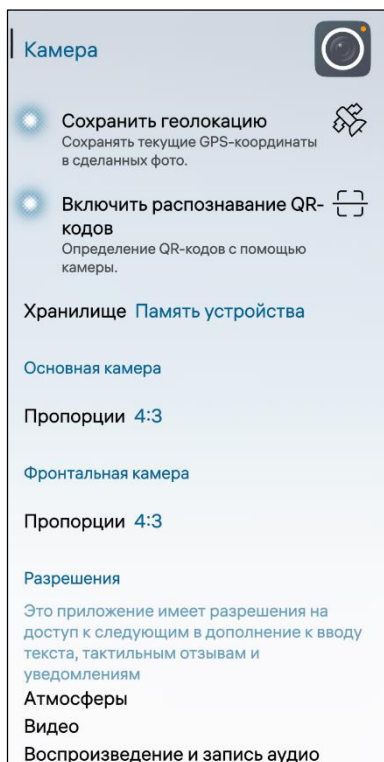 Камера
Сохранить геолокацию
Сохранять текущие GPS-координаты
в сделанных фото.
Включить распознавание QR-
кодов
Определение QR-кодов с помощью
камеры.
Хранилище Память устройства
Основная камера
Пропорции 4:3
Фронтальная камера
Пропорции 4:3
Разрешения
Это приложение имеет разрешения на
доступ к следующим в дополнение к вводу
текста, тактильным отзывам и
уведомлениям
Атмосферы
Видео
Воспроизведение и запись аудио